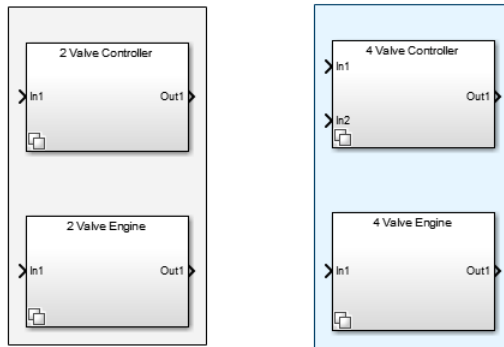 2 Valve Controller
In1
Out1
2 Valve Engine
In1
Out1
4 Valve Controller
In1
Out1
In2
4 Valve Engine
In1
Out1